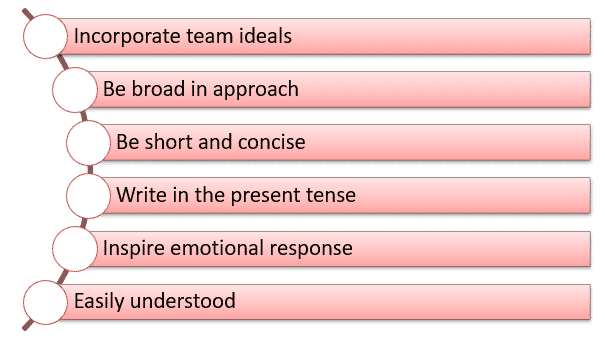 Incorporate team ideals
Be broad in approach
Be short and concise
Write in the present tense
Inspire emotional response
Easily understood